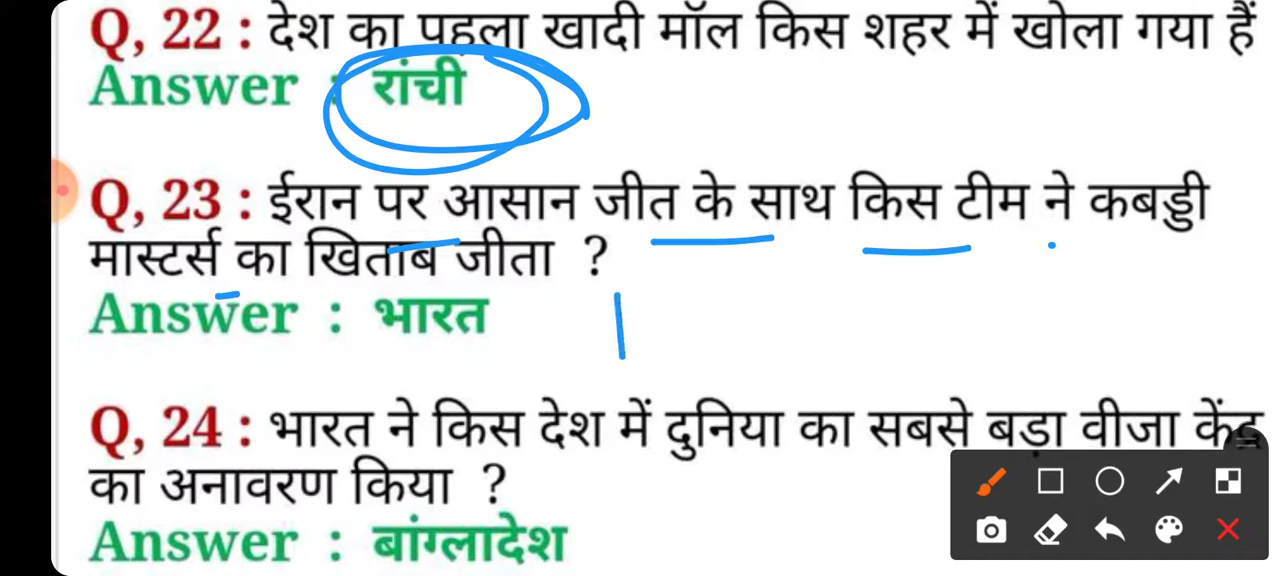 Q, 22 : देश का पहला खादी मॉल किस शहर में खोला गया हैं
Answer : रांची
Q, 23 : ईरान पर आसान जीत के साथ किस टीम ने कबड्डी
मास्टर्स का खिताब जीता ?
Answer : भारत
Q, 24 : भारत ने किस देश में दुनिया का सबसे बड़ा वीजा केंद्र
का अनावरण किया ?
Answer : बांग्लादेश